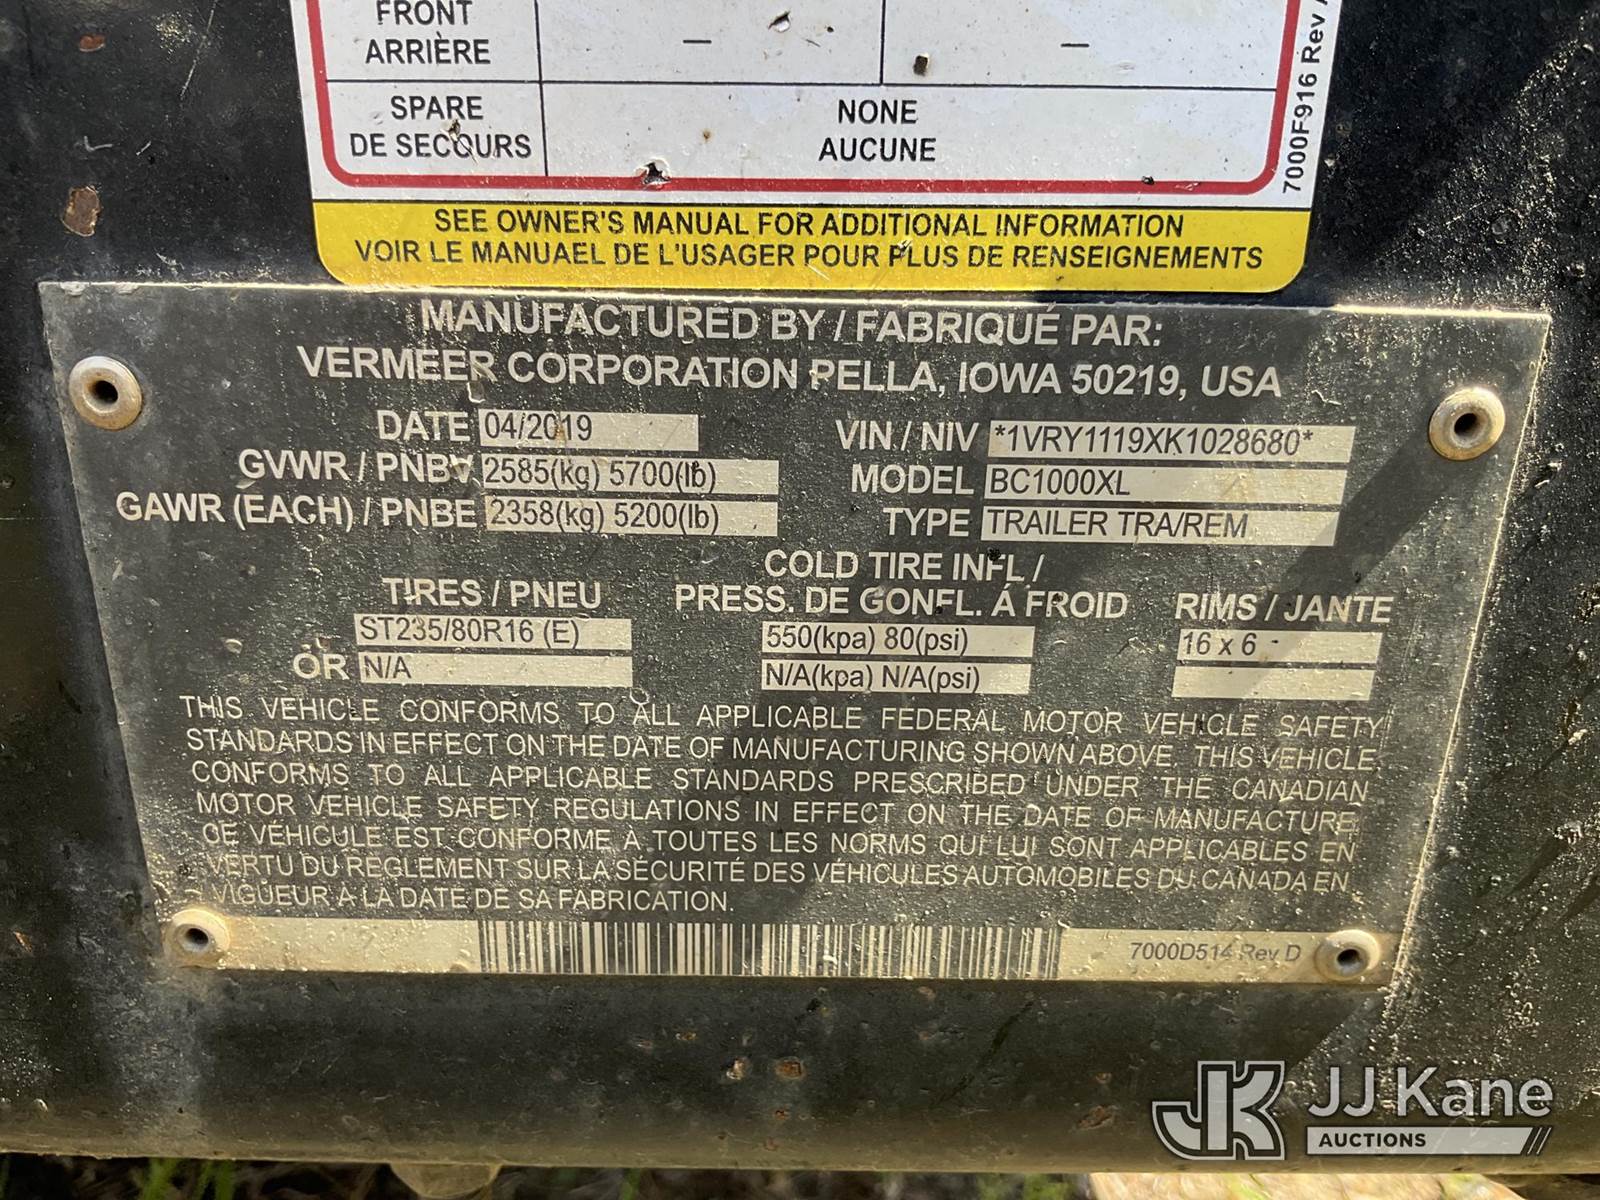 FRONT
ARRIÈRE — —
SPARE
DE SECOURS
NONE
AUCUNE
7000F916 Rev
SEE OWNER'S MANUAL FOR ADDITIONAL INFORMATION
VOIR LE MANUAEL DE L'USAGER POUR PLUS DE RENSEIGNEMENTS
MANUFACTURED BY / FABRIQUÉ PAR:
VERMEER CORPORATION PELLA, IOWA 50219, USA
DATE 04/2019
VIN / NIV *1VRY1119XK1028680*
GVWR / PNBV 2585(kg) 5700(lb)
MODEL BC1000XL
GAWR (EACH) / PNBE 2358(kg) 5200(lb)
TYPE TRAILER TRA/REM
TIRES / PNEU
COLD TIRE INFL /
PRESS. DE GONFL. Á FROID
RIMS / JANTE
ST235/80R16 (E) 550(kpa) 80(psi) 16 x 6
OR N/A N/A(kpa) N/A(psi)
THIS VEHICLE CONFORMS TO ALL APPLICABLE FEDERAL MOTOR VEHICLE SAFETY
STANDARDS IN EFFECT ON THE DATE OF MANUFACTURING SHOWN ABOVE. THIS VEHICLE
CONFORMS TO ALL APPLICABLE STANDARDS PRESCRIBED UNDER THE CANADIAN
MOTOR VEHICLE SAFETY REGULATIONS IN EFFECT ON THE DATE OF MANUFACTURE.
CE VÉHICULE EST CONFORME À TOUTES LES NORMS QUI LUI SONT APPLICABLES EN
VERTU DU RÈGLEMENT SUR LA SÉCURITÉ DES VÉHICULES AUTOMOBILES DU CANADA EN
VIGUEUR À LA DATE DE SA FABRICATION.
7000D514 Rev D
JK JJ Kane
AUCTIONS